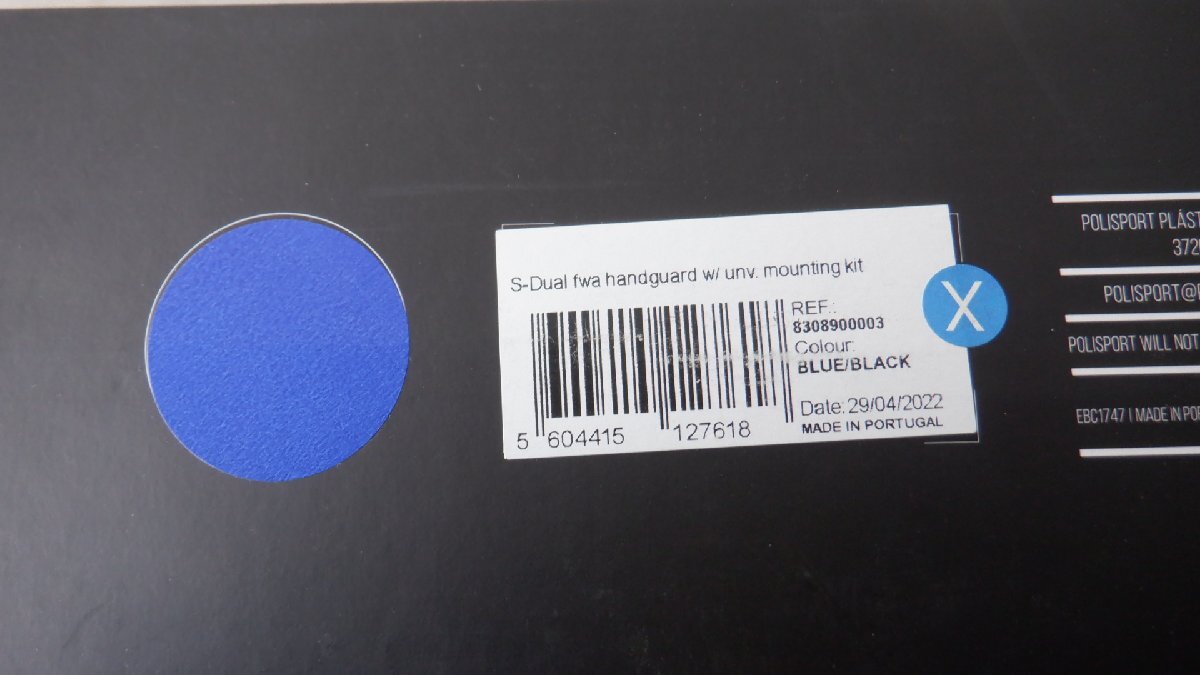 S-Dual fwa handguard w/ unv. mounting kit
REF.:
8308900003
Colour:
BLUE/BLACK
Date: 29/04/2022
MADE IN PORTUGAL
5 604415 127618
X
POLISPORT PLÁST
372
POLISPORT@
POLISPORT WILL NOT
EBC1747 | MADE IN POR